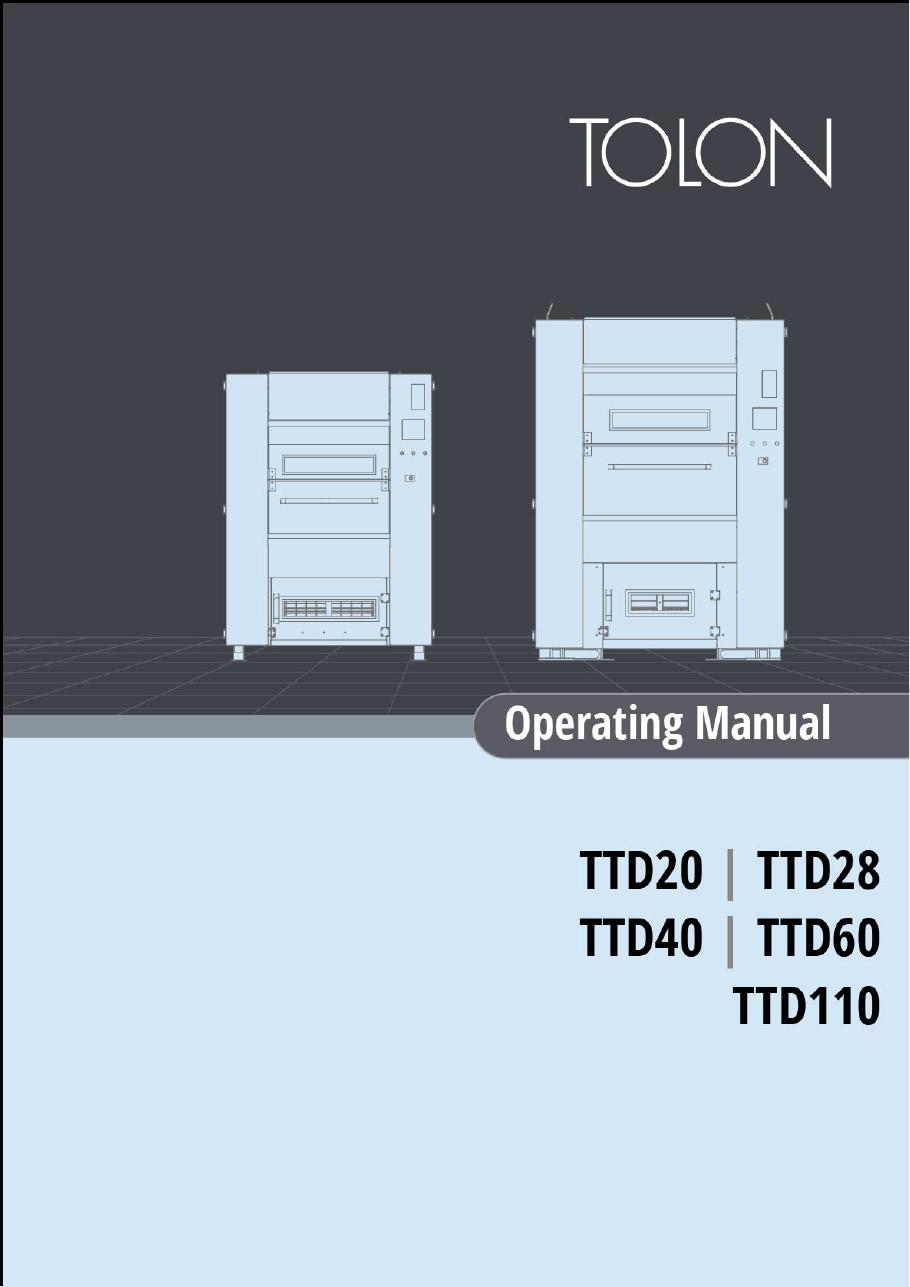 TOLON
Operating Manual
TTD20 | TTD28
TTD40 | TTD60
TTD110